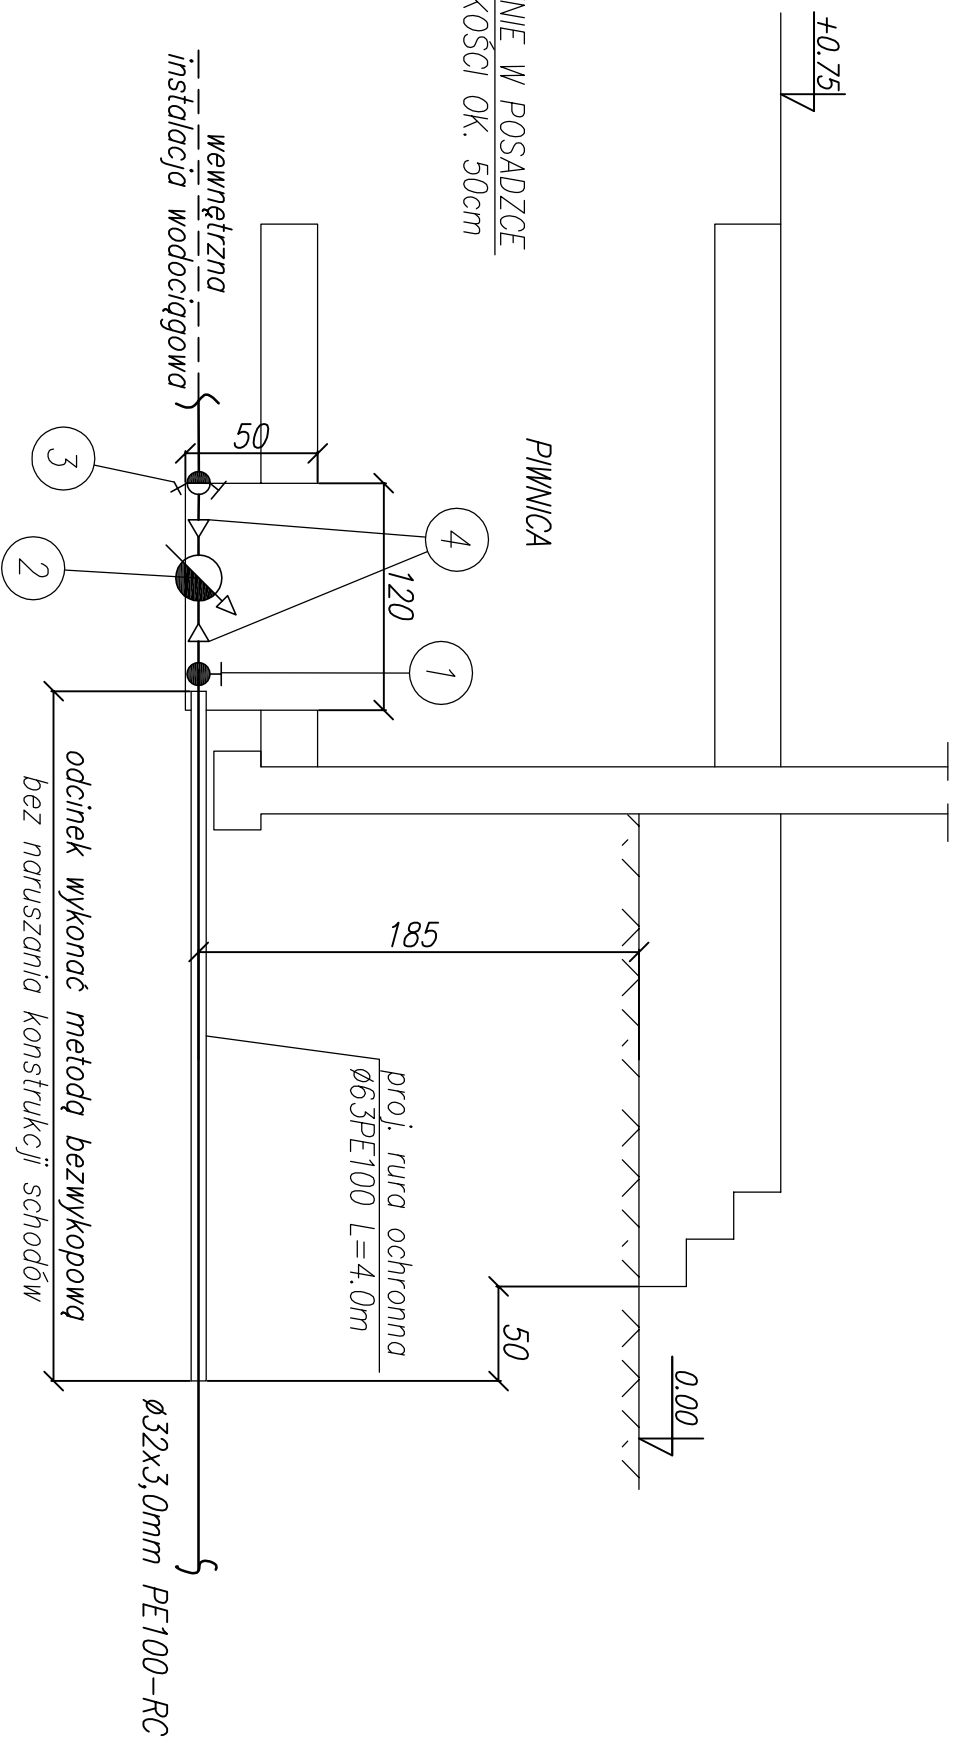 +0.75
NIE W POSADZCE
OK. 50cm
PIWNICA
wewnętrzna
instalacja wodociągowa
50
120
3
4
2
1
185
proj. rura ochronna
ø63PE100 L=4.0m
50
0.00
odcinek wykonać metodą bezwykopową
bez naruszania konstrukcji schodów
ø32x3,0mm PE100-RC